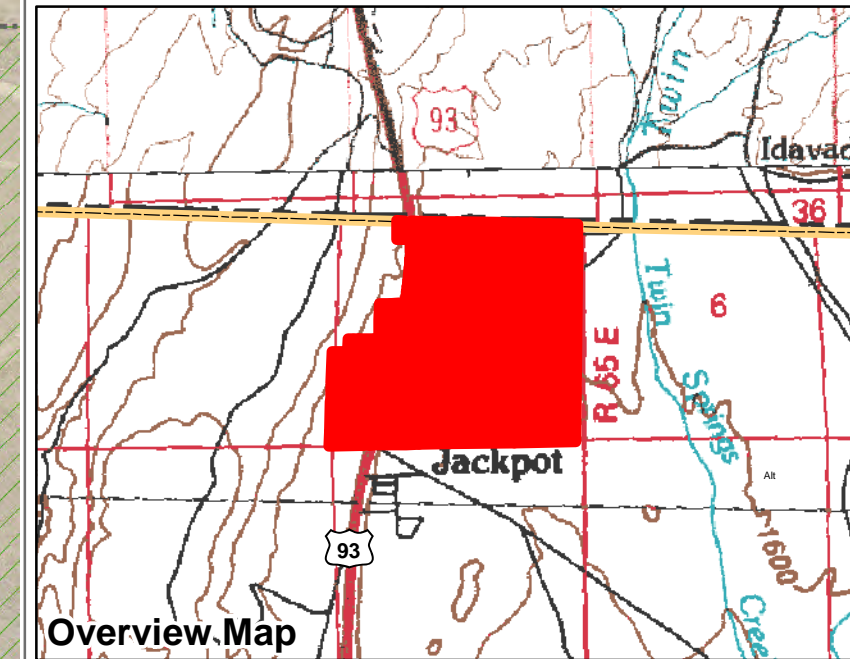 Twin
93
Idavad
36
Twin
6
R 65 E
Springs
Jackpot
Alt
93
1600
Cree
Overview Map